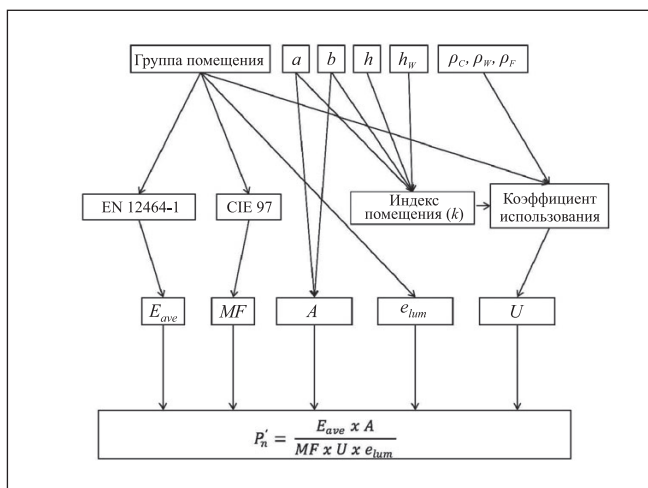 Группа помещения a b h h_W ρ_C, ρ_W, ρ_F
EN 12464-1 CIE 97 Индекс помещения (k) Коэффициент использования
E_ave MF A e_lum U
P_n' = E_ave x A / MF x U x e_lum